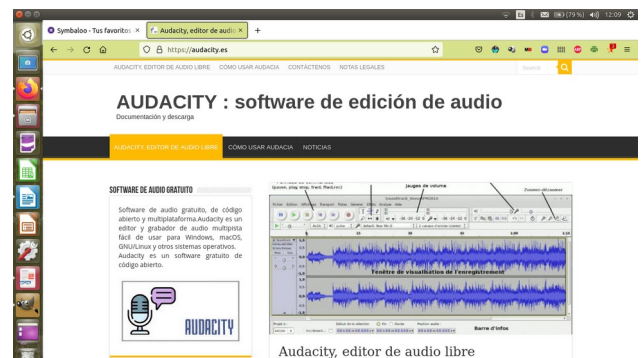 Es
(79 %)
12:09
Symbaloo - Tus favoritos
Audacity, editor de audio
https://audacity.es
AUDACITY, EDITOR DE AUDIO LIBRE CÓMO USAR AUDACIA CONTÁCTENOS NOTAS LEGALES
Search
AUDACITY : software de edición de audio
Documentación y descarga
AUDACITY, EDITOR DE AUDIO LIBRE CÓMO USAR AUDACIA NOTICIAS
SOFTWARE DE AUDIO GRATUITO
Software de audio gratuito, de código
abierto y multiplataforma Audacity es un
editor y grabador de audio multipista
fácil de usar para Windows, macOS,
GNU/Linux y otros sistemas operativos.
Audacity es un software gratuito de
código abierto.
AUDACITY
jauges de volume
Fenêtre de visualisation de l'enregistrement
Barre d'infos
Audacity, editor de audio libre